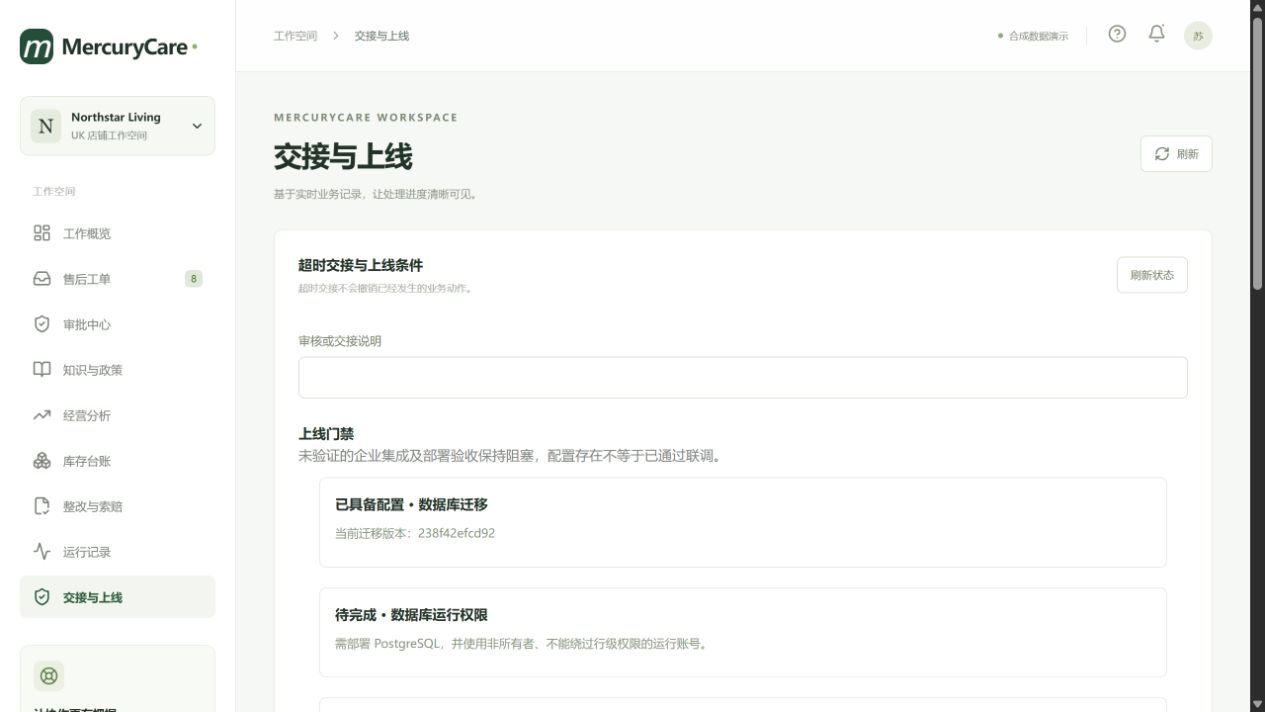 m MercuryCare
工作空间 > 交接与上线
合成数据演示
苏
N
Northstar Living
UK 店铺工作空间
工作空间
工作概览
售后工单 8
审批中心
知识与政策
经营分析
库存台账
整改与索赔
运行记录
交接与上线
MERCURYCARE WORKSPACE
交接与上线
刷新
基于实时业务记录，让处理进度清晰可见。
超时交接与上线条件
超时交接不会撤销已经发生的业务动作。
刷新状态
审核或交接说明
上线门禁
未验证的企业集成及部署验收保持阻塞，配置存在不等于已通过联调。
已具备配置 • 数据库迁移
当前迁移版本：238f42efcd92
待完成 • 数据库运行权限
需部署 PostgreSQL，并使用非所有者、不能绕过行级权限的运行账号。